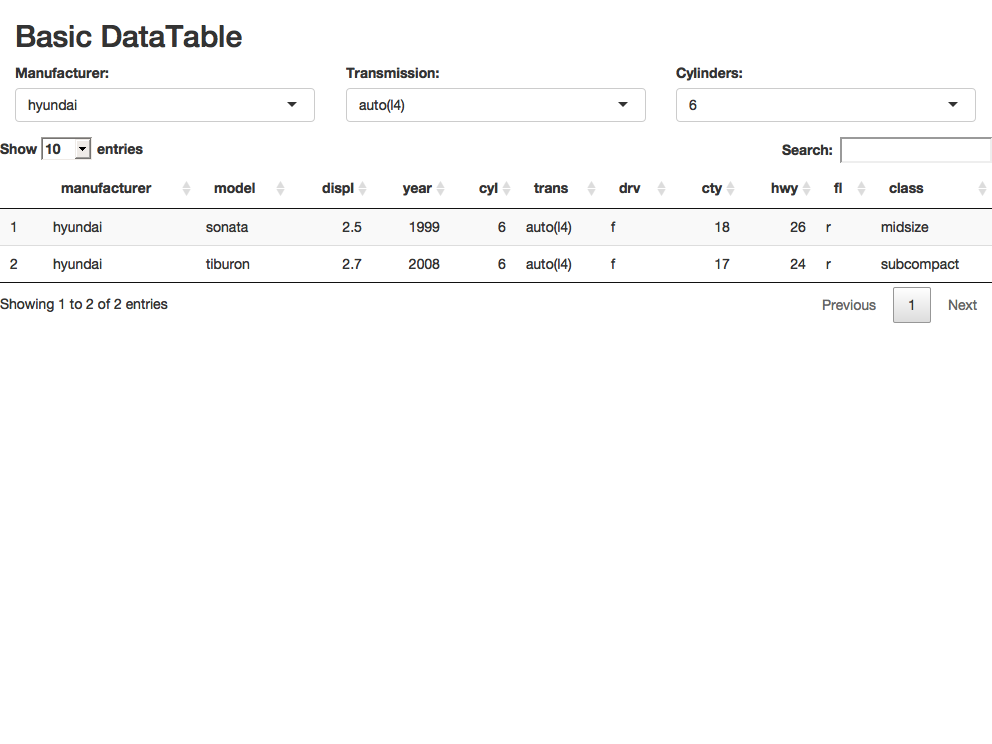 Basic DataTable
Manufacturer: Transmission: Cylinders:
hyundai auto(l4) 6
Show 10 entries Search:
manufacturer model displ year cyl trans drv cty hwy fl class
1 hyundai sonata 2.5 1999 6 auto(l4) f 18 26 r midsize
2 hyundai tiburon 2.7 2008 6 auto(l4) f 17 24 r subcompact
Showing 1 to 2 of 2 entries Previous 1 Next